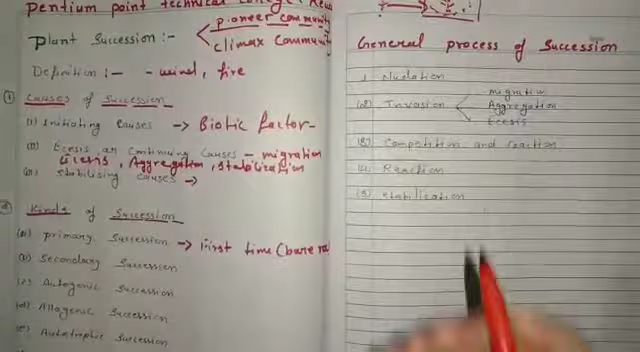 Pentium point technical college, Rewa
Plant Succession :- pioneer community
climax community
Definition :- - wind, fire
(1) Causes of Succession
(i) Initiating causes -> Biotic factor-
(ii) Ecesis or continuing causes - migration
Ecesis, Aggregation, stabilization
(iii) stabilising causes ->
(2) Kinds of Succession
(a) primary Succession -> First time (bare
(b) Secondary Succession
(c) Autogenic Succession
(d) Allogenic Succession
(e) Autotrophic Succession
General process of Succession
1. Nudation
(2) Invasion
migration
Aggregation
Ecesis
(3) Competition and reaction
(4) Reaction
(5) stabilization